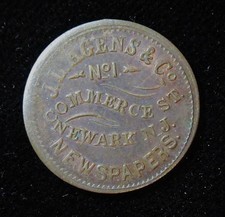 J.L. AGENS & Co.
No 1
COMMERCE ST.
NEWARK N.J.
NEWSPAPERS.